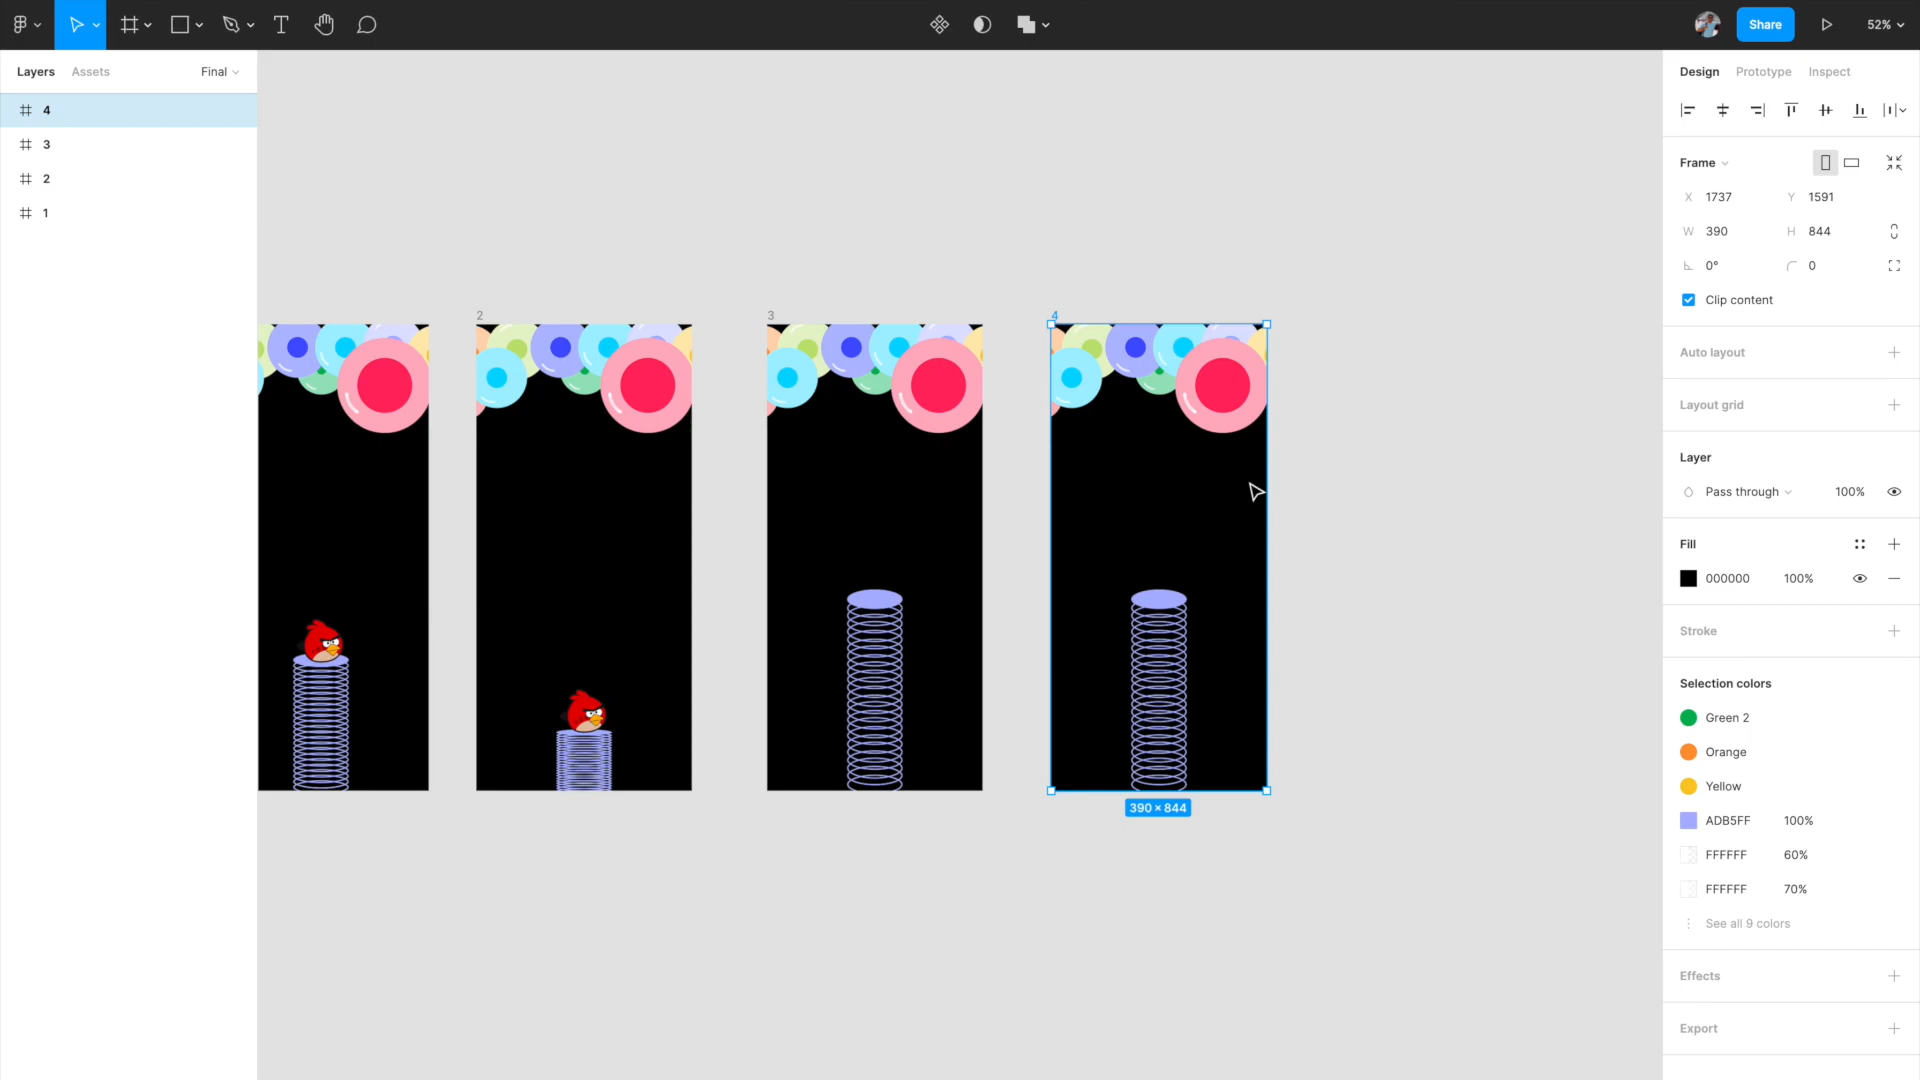 Share
52%
Layers
Assets
Final
4
3
2
1
2
3
4
390 × 844
Design
Prototype
Inspect
Frame
X 1737
Y 1591
W 390
H 844
0°
0
Clip content
Auto layout
Layout grid
Layer
Pass through
100%
Fill
000000
100%
Stroke
Selection colors
Green 2
Orange
Yellow
ADB5FF
100%
FFFFFF
60%
FFFFFF
70%
See all 9 colors
Effects
Export